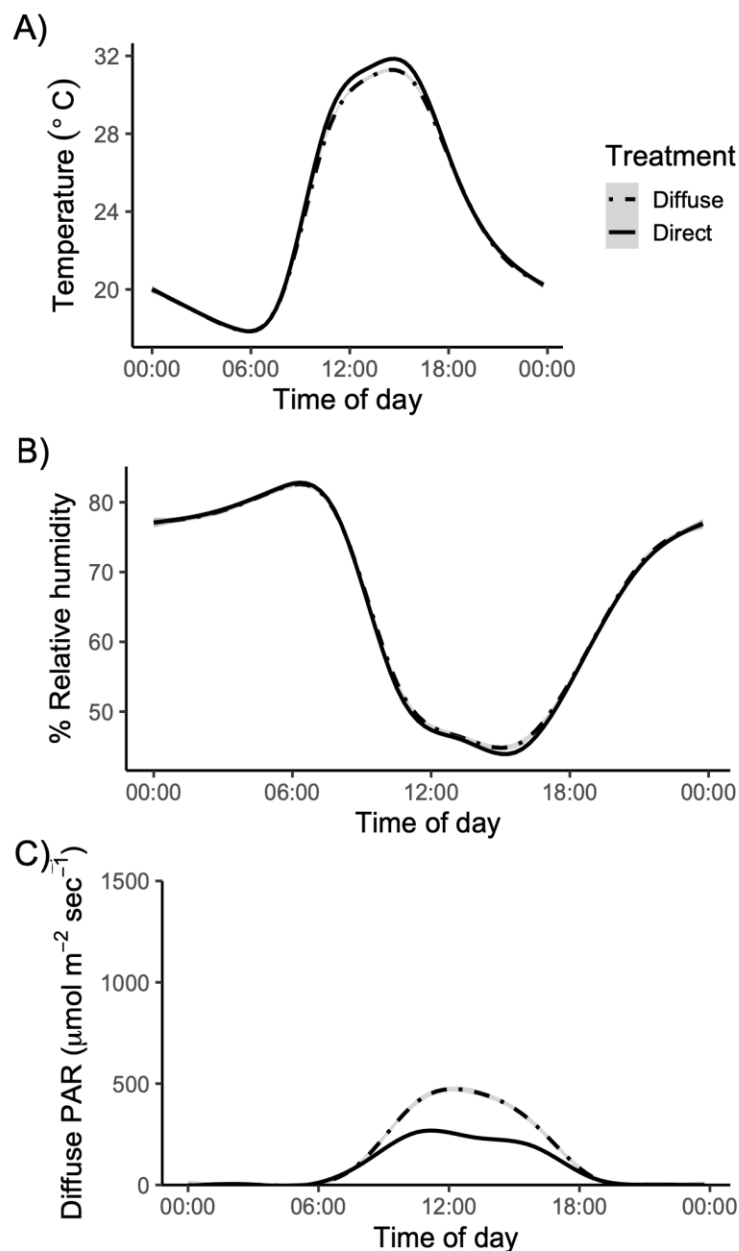 A)
Temperature (° C)
32
28
24
20
00:00 06:00 12:00 18:00 00:00
Time of day
Treatment
Diffuse
Direct
B)
% Relative humidity
80
70
60
50
00:00 06:00 12:00 18:00 00:00
Time of day
C)
Diffuse PAR (μmol m⁻² sec⁻¹)
1500
1000
500
0
00:00 06:00 12:00 18:00 00:00
Time of day